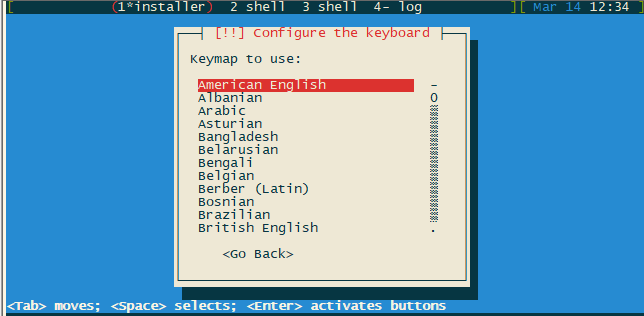 [ (1*installer) 2 shell 3 shell 4- log ][ Mar 14 12:34 ]
[!!] Configure the keyboard
Keymap to use:
American English
Albanian
Arabic
Asturian
Bangladesh
Belarusian
Bengali
Belgian
Berber (Latin)
Bosnian
Brazilian
British English
<Go Back>
<Tab> moves; <Space> selects; <Enter> activates buttons